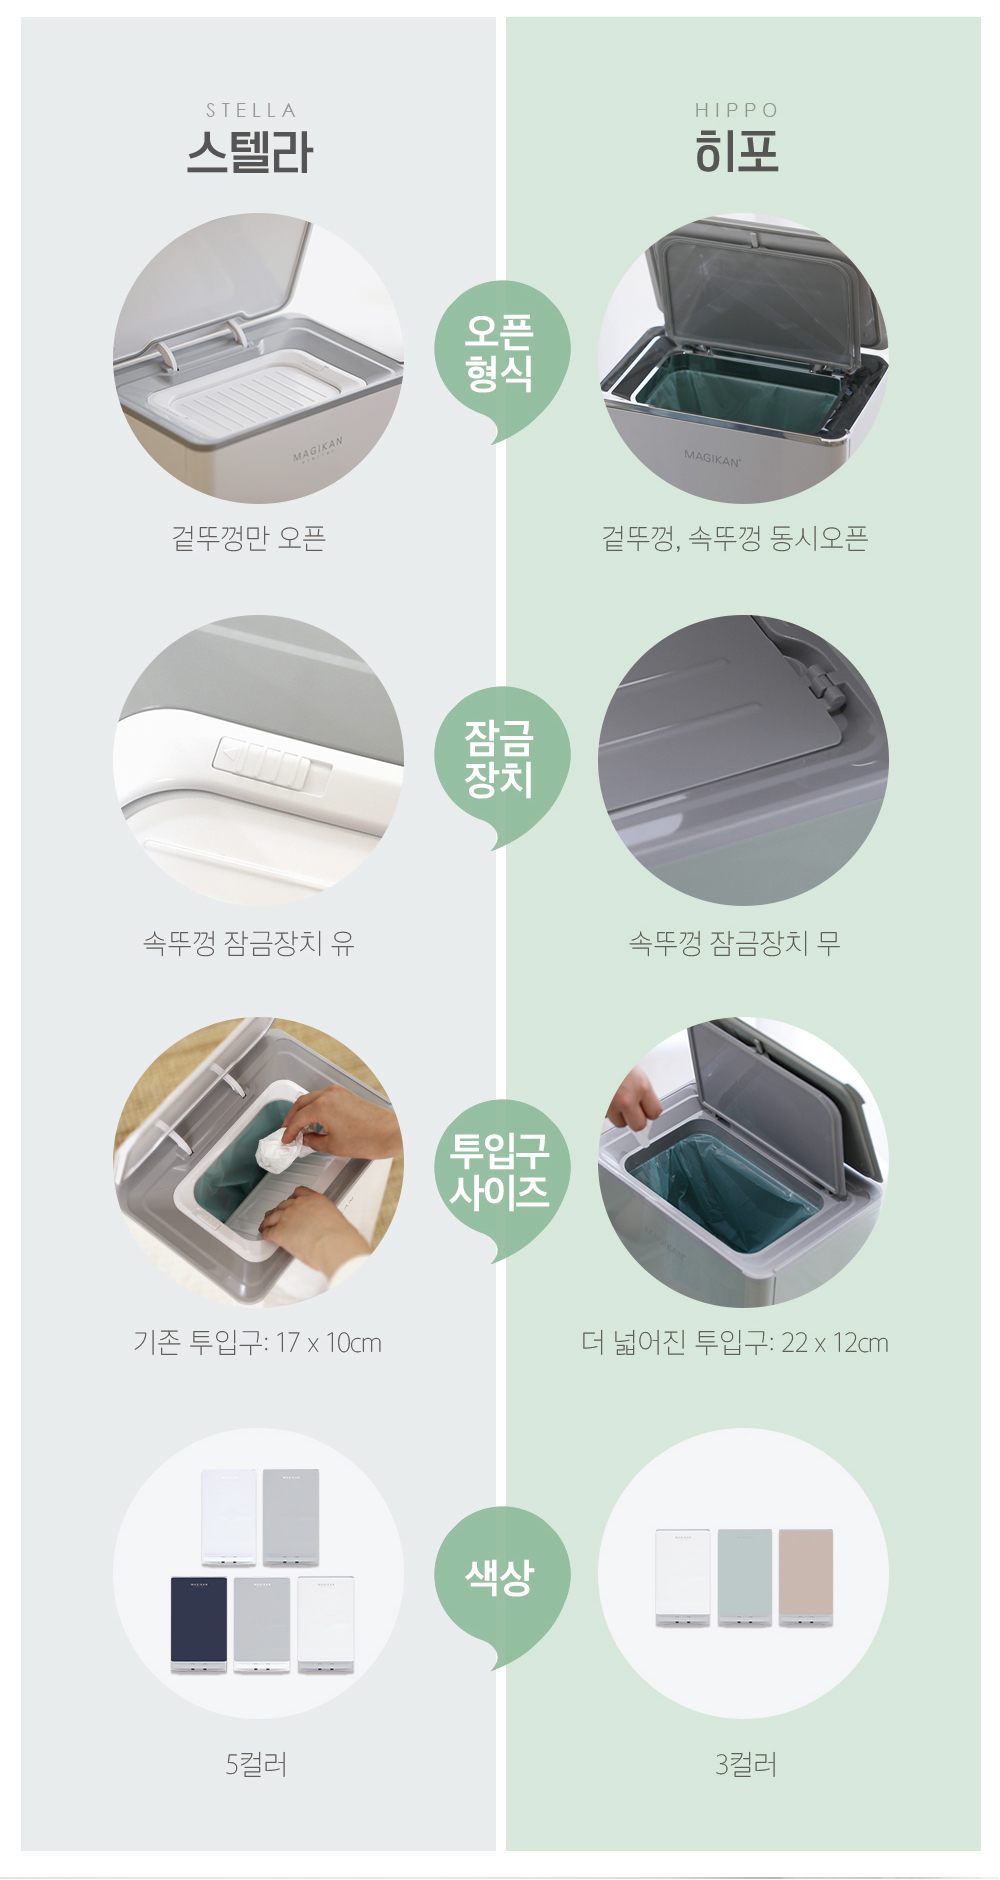 STELLA
스텔라
HIPPO
히포
MAGIKAN
오픈
형식
MAGIKAN
겉뚜껑만 오픈
겉뚜껑, 속뚜껑 동시오픈
잠금
장치
속뚜껑 잠금장치 유
속뚜껑 잠금장치 무
투입구
사이즈
기존 투입구: 17 x 10cm
더 넓어진 투입구: 22 x 12cm
색상
5컬러
3컬러